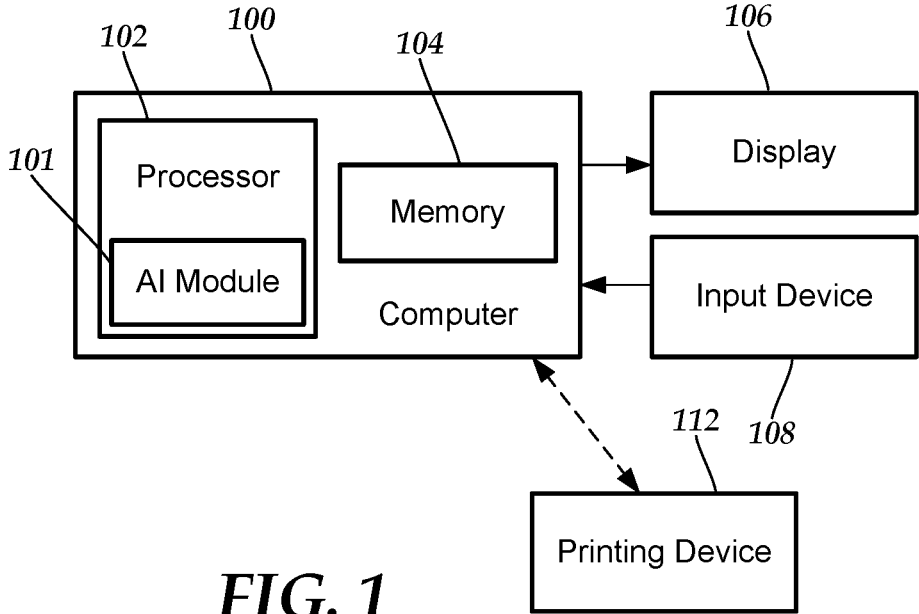 102
100
104
106
101
Processor
AI Module
Memory
Computer
Display
Input Device
108
112
Printing Device
FIG. 1